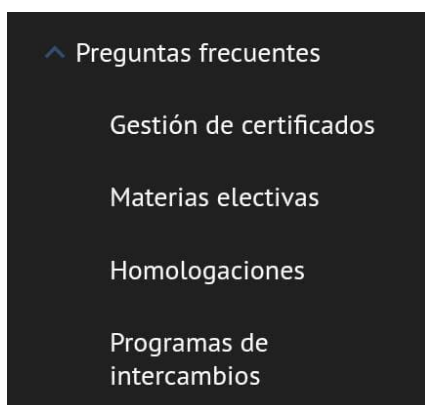 Preguntas frecuentes
Gestión de certificados
Materias electivas
Homologaciones
Programas de
intercambios